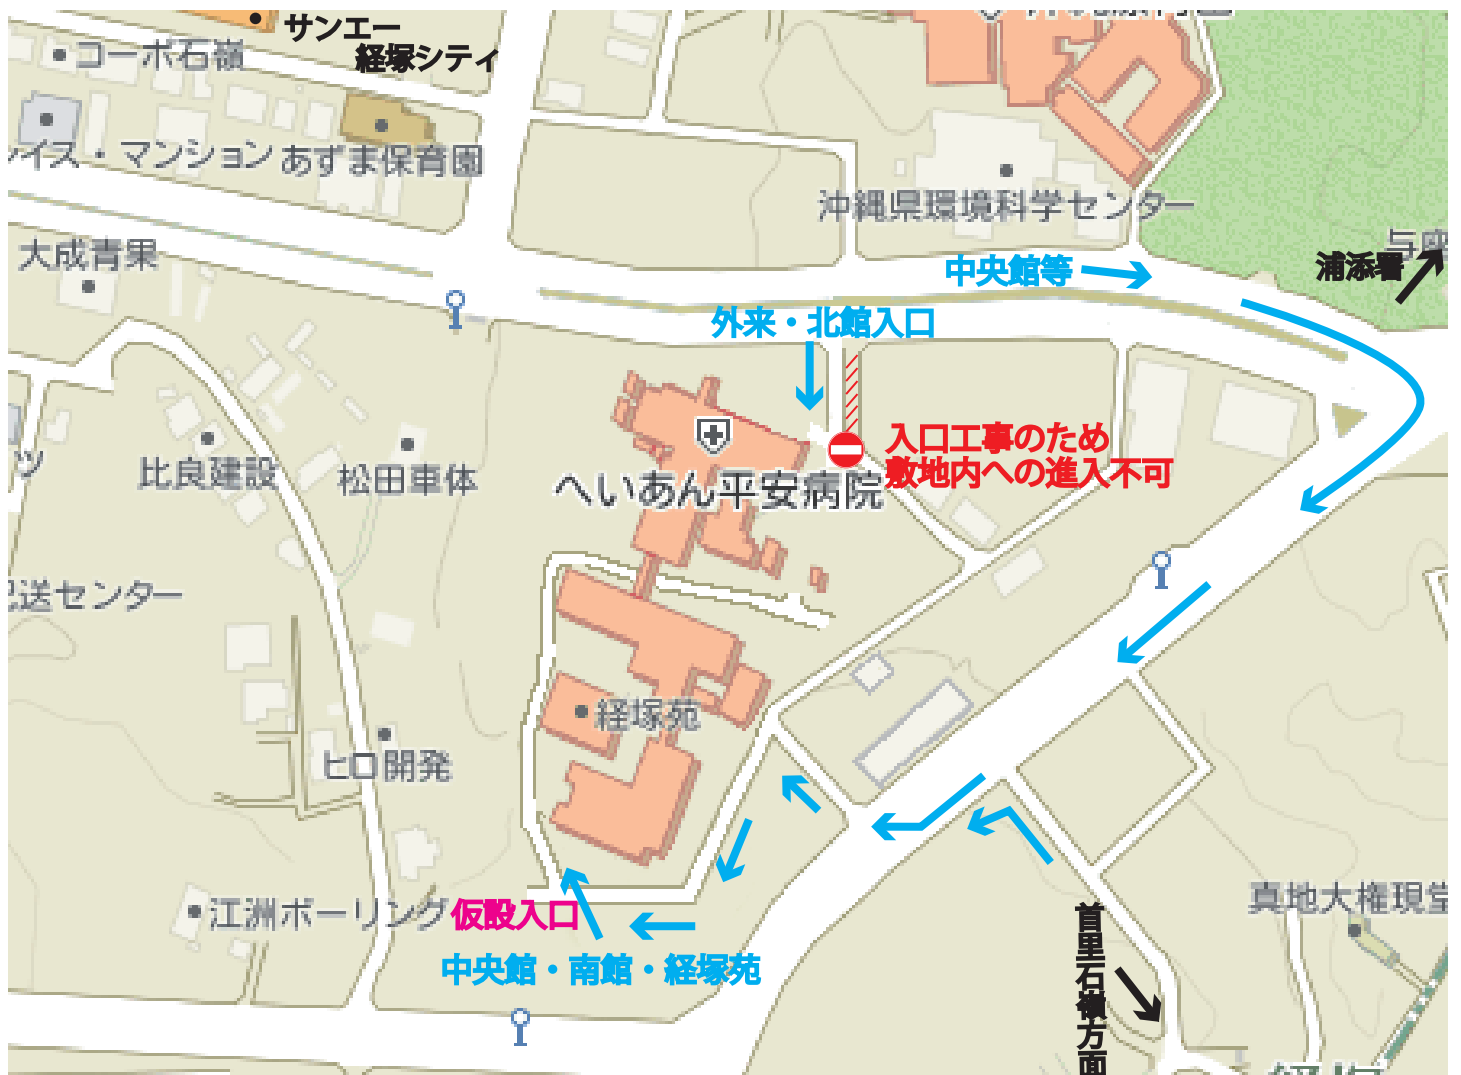 サンエー
経塚シティ
コーポ石嶺
イス・マンション
あずま保育園
沖縄県環境科学センター
大成青果
中央館等
浦添署
外来・北館入口
入口工事のため
敷地内への進入不可
比良建設
松田車体
へいあん平安病院
ツ
送センター
経塚苑
ヒロ開発
江洲ボーリング
仮設入口
中央館・南館・経塚苑
真地大権現堂
首里石嶺方面